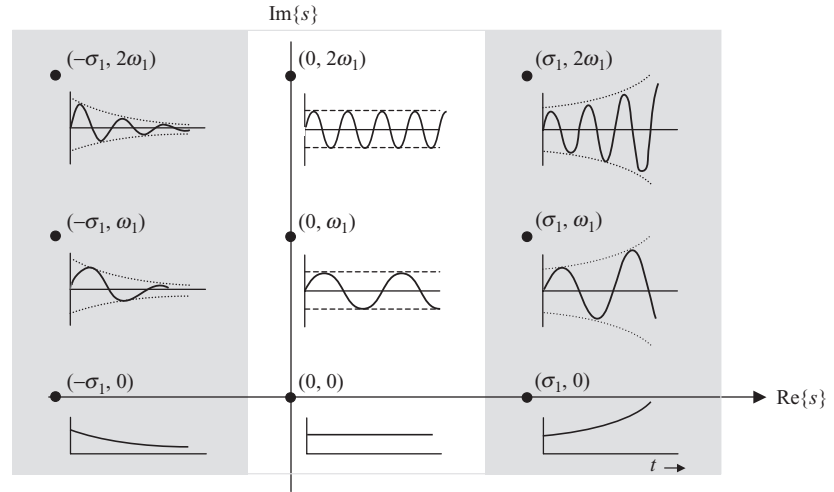 Im{s}
(−σ₁, 2ω₁) (0, 2ω₁) (σ₁, 2ω₁)
(−σ₁, ω₁) (0, ω₁) (σ₁, ω₁)
(−σ₁, 0) (0, 0) (σ₁, 0)
Re{s}
t →